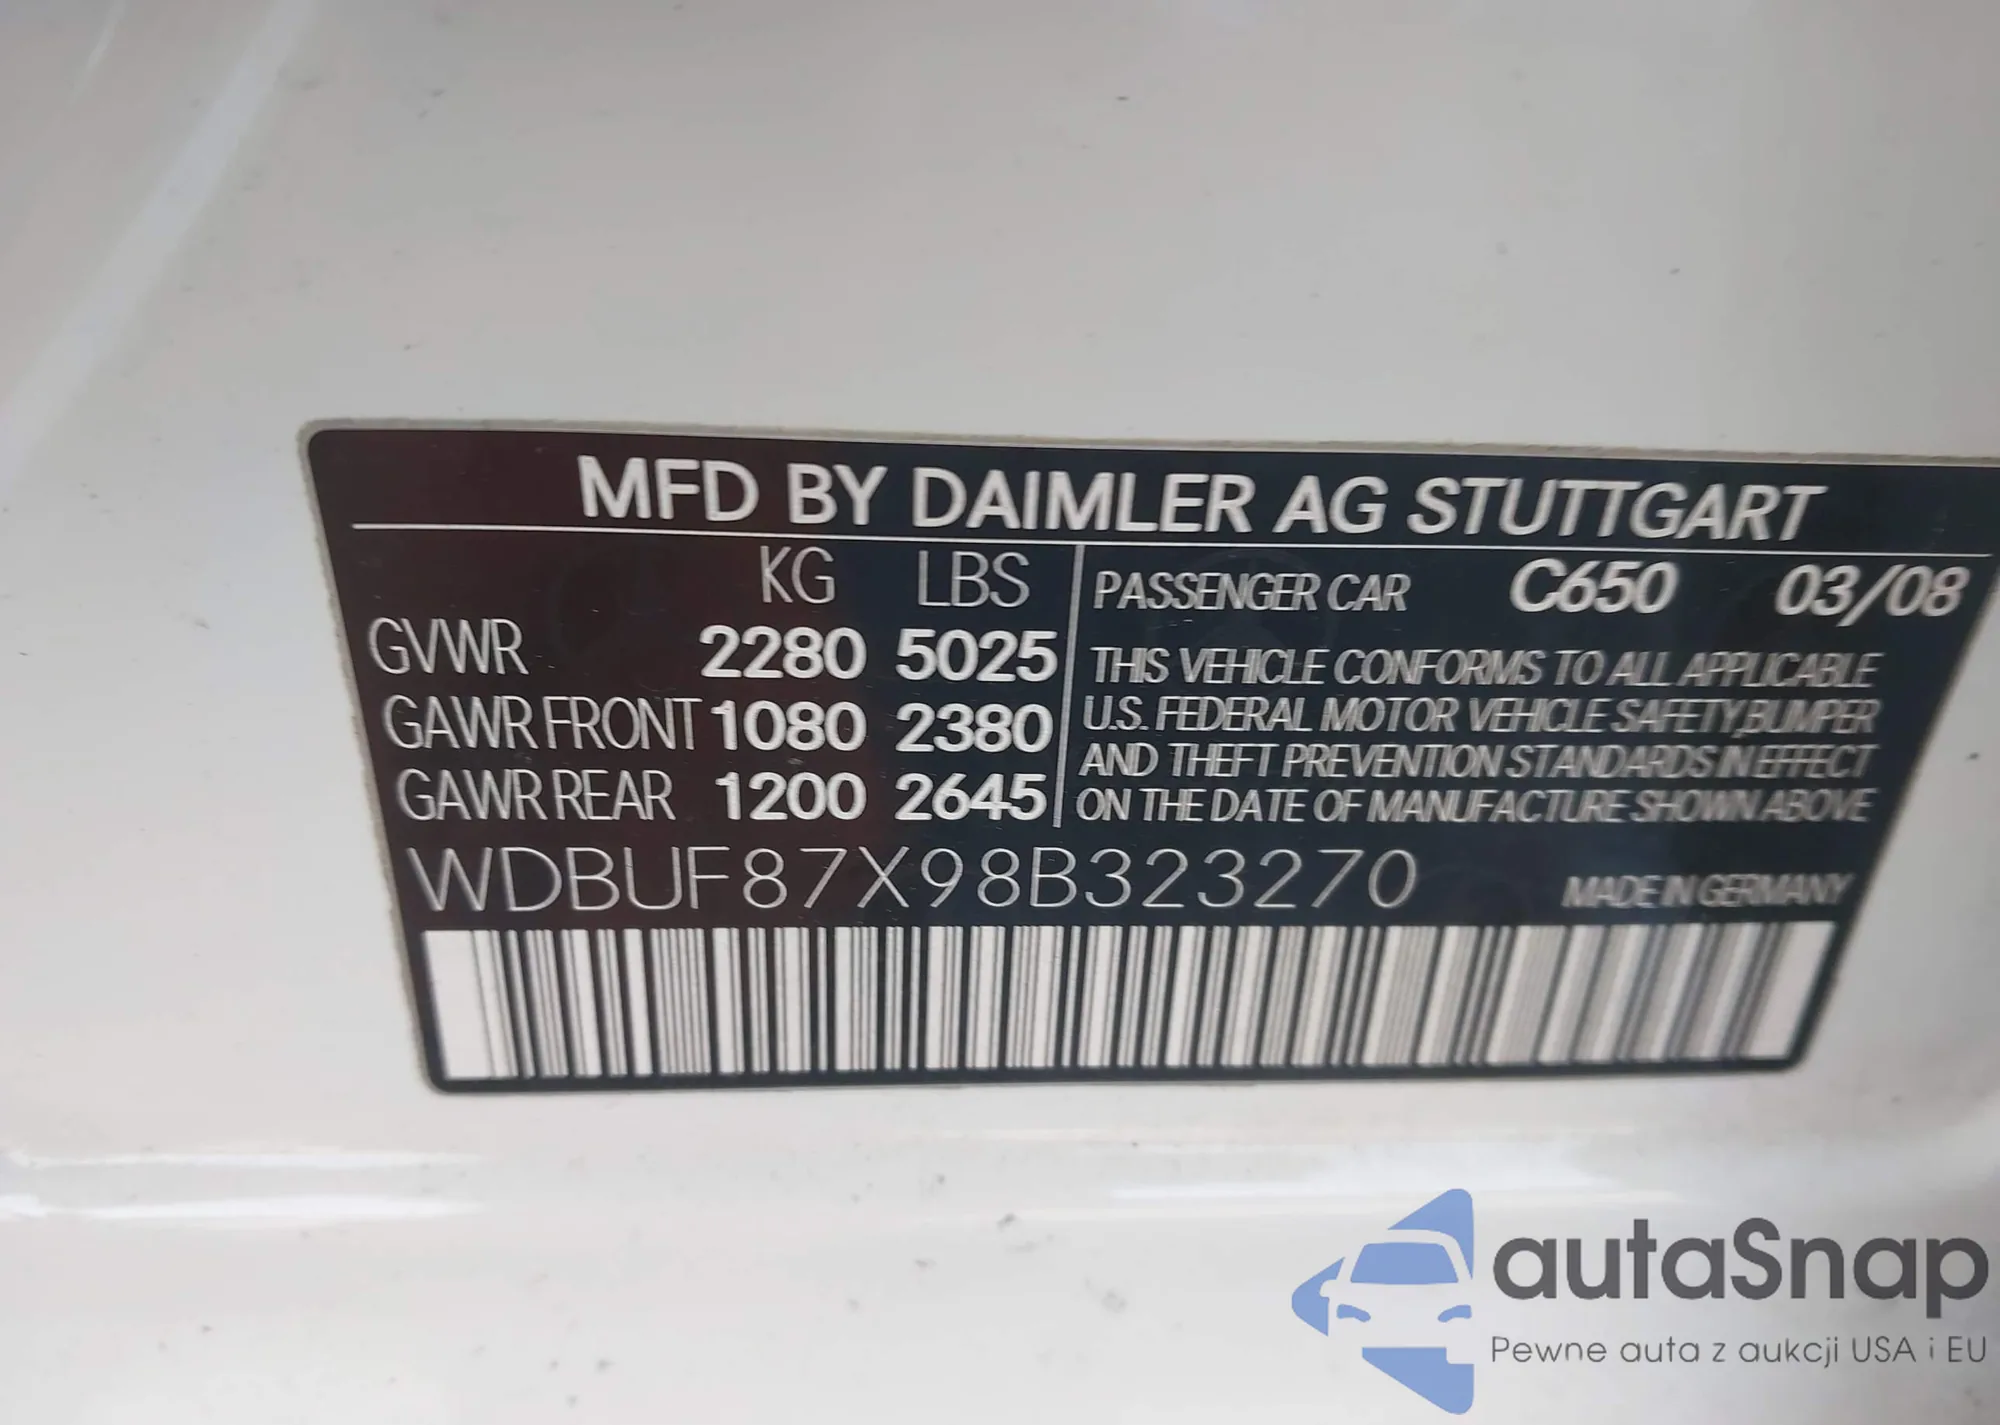 MFD BY DAIMLER AG STUTTGART
KG LBS
GVWR 2280 5025
GAWR FRONT 1080 2380
GAWR REAR 1200 2645
PASSENGER CAR C650 03/08
THIS VEHICLE CONFORMS TO ALL APPLICABLE
U.S. FEDERAL MOTOR VEHICLE SAFETY, BUMPER
AND THEFT PREVENTION STANDARDS IN EFFECT
ON THE DATE OF MANUFACTURE SHOWN ABOVE
WDBUF87X98B323270
MADE IN GERMANY
autaSnap
Pewne auta z aukcji USA i EU